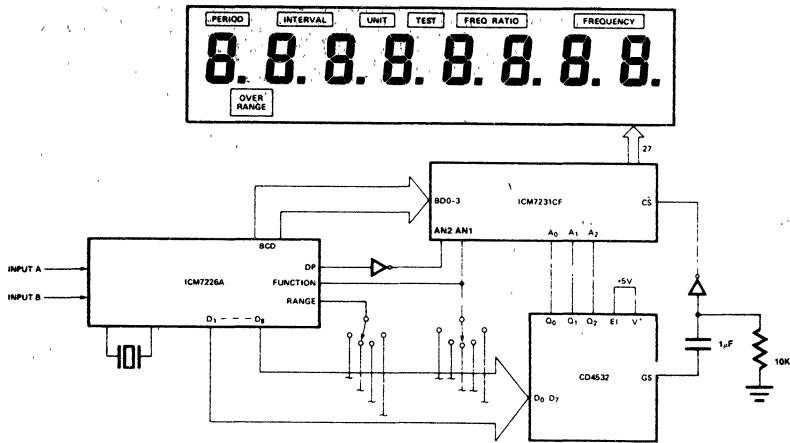 PERIOD INTERVAL UNIT TEST FREQ RATIO FREQUENCY
8. 8. 8. 8. 8. 8. 8. 8.
OVER
RANGE
27
BD0-3 ICM7231CF CS
AN2 AN1 A0 A1 A2
BCD
INPUT A
ICM7226A
DP
FUNCTION
INPUT B
RANGE
D1 - - - - D8
+5V
Q0 Q1 Q2 EI V+
1μF
10K
D0 D7 CD4532 GS